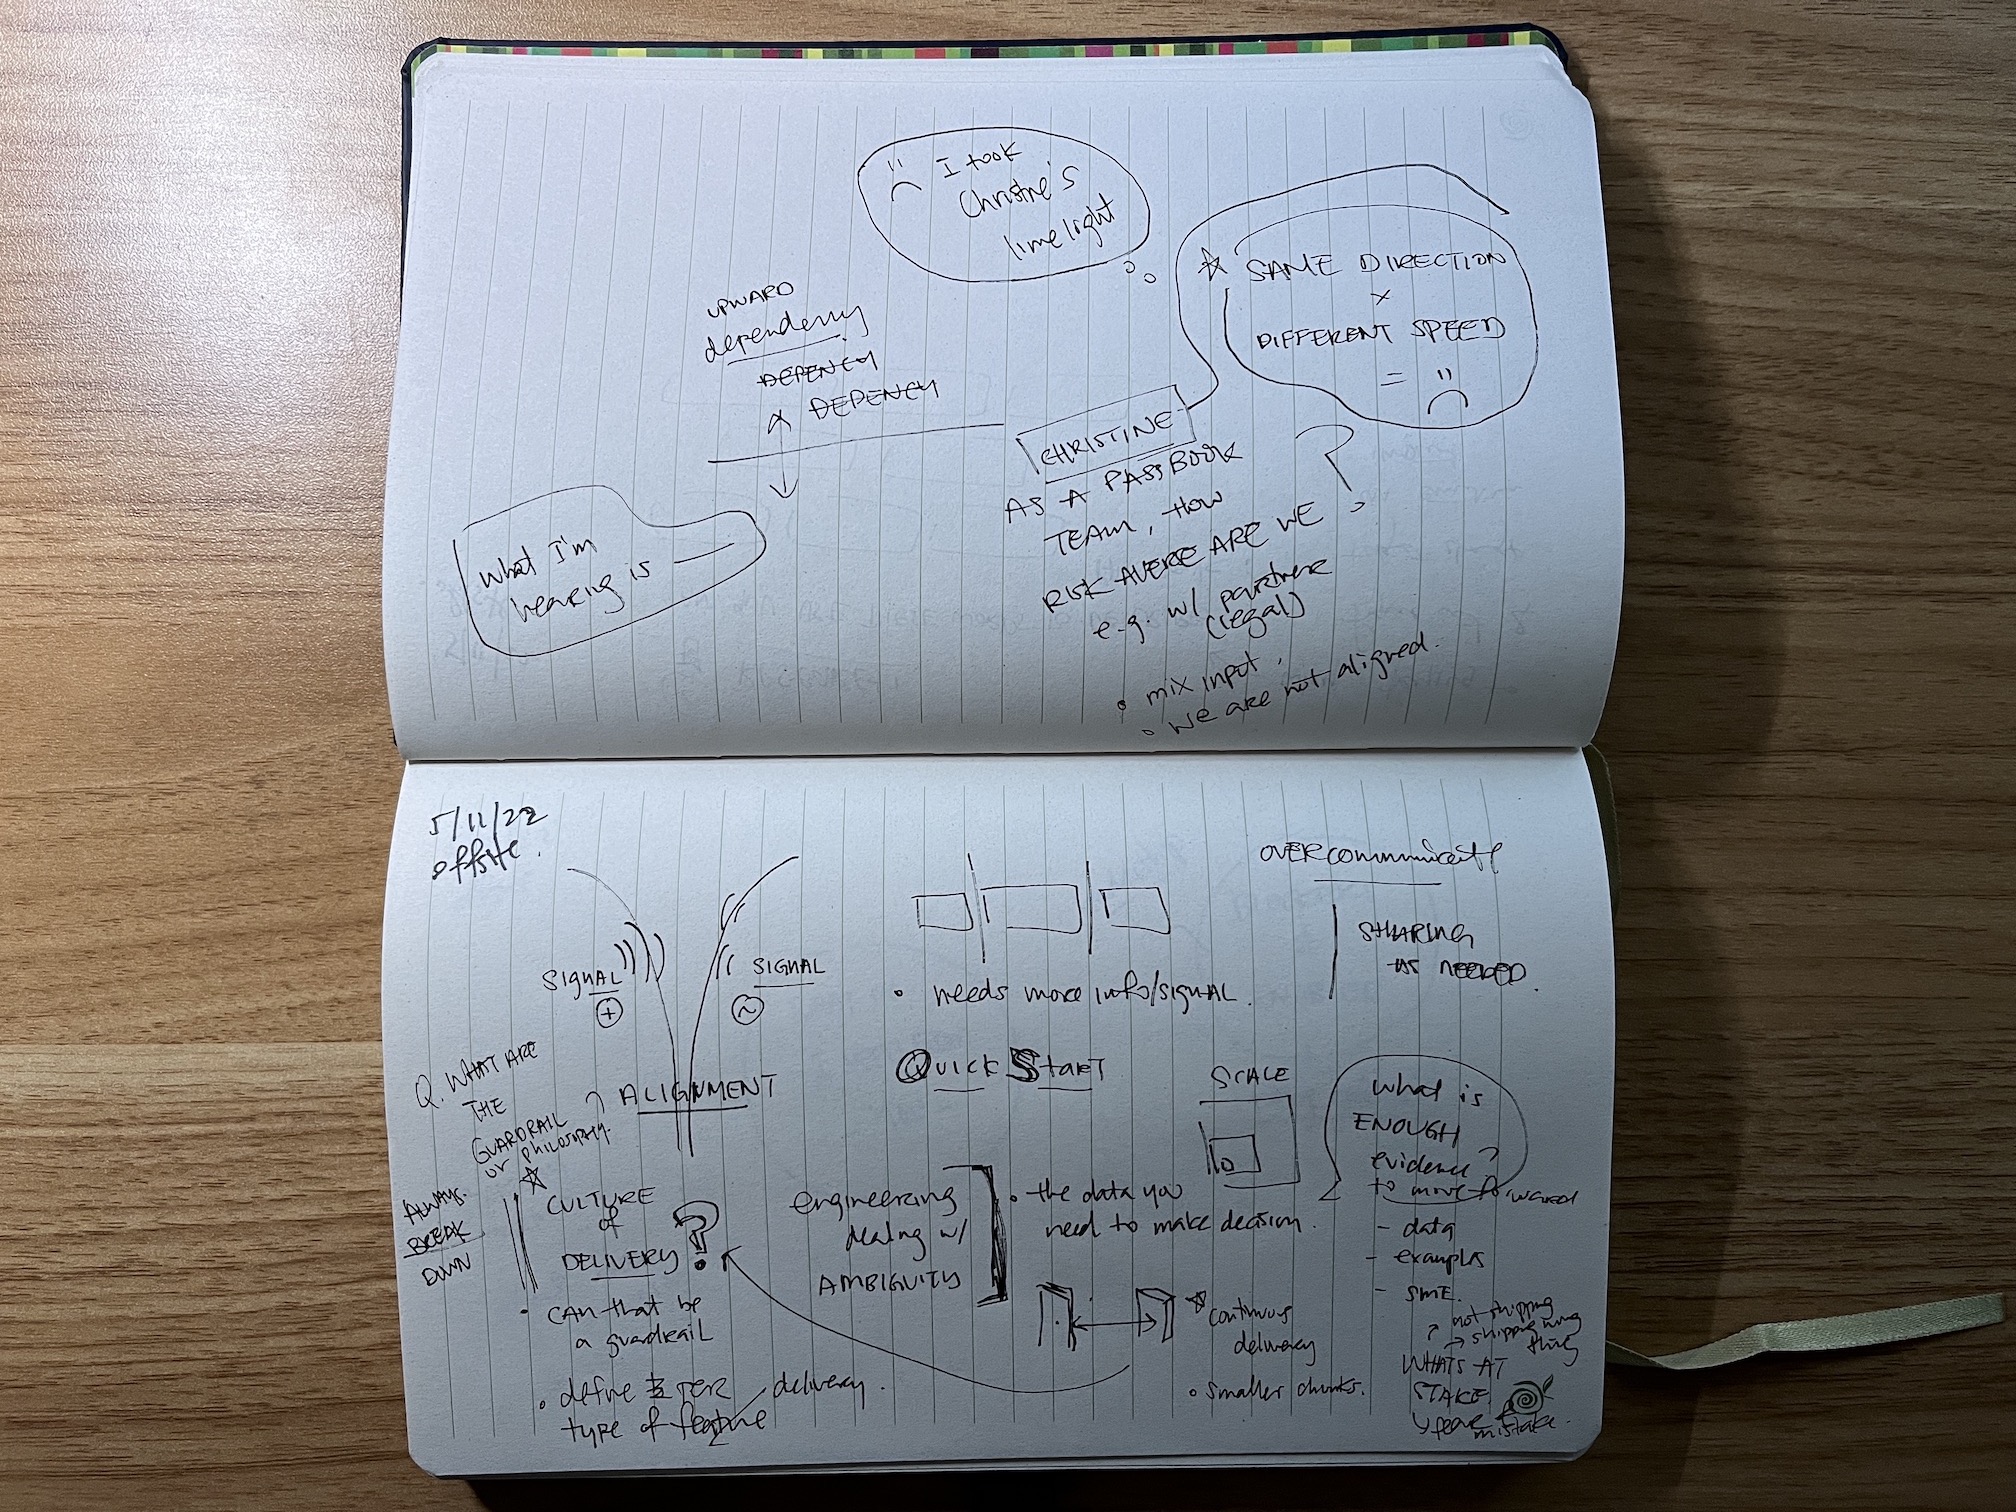 I took
Christine's
limelight
UPWARD
dependency
DEPENCY
DEPENCY
☆ SAME DIRECTION
×
DIFFERENT SPEED
=
CHRISTINE
AS A PASSBOOK
TEAM, HOW
RISK AVERSE ARE WE ?
e.g. w/ partners
(legal)
• mix input.
• we are not aligned.
What I'm
hearing is —
5/11/22
offsite.
SIGNAL
+
SIGNAL
~
ALIGNMENT
Q. WHAT ARE
THE
GUARDRAIL
or philosophy. ?
☆
ALWAYS
BREAK
DOWN
CULTURE
of
DELIVERY ?
• CAN that be
a guardrail
• define PER
type of feature / delivery.
• needs more info/SIGNAL.
QUICK START
engineering
dealing w/
AMBIGUITY
• the data you
need to make decision.
SCALE
☆ continuous
delivery
• smaller chunks.
OVERcommunicate
SHARING
AS NEEDED.
What is
ENOUGH
evidence ?
to move forward
- data
- examples
- SME.
↗ not shipping
→ shipping wrong
thing
WHATS AT
STAKE.
↳ fear
mistake.